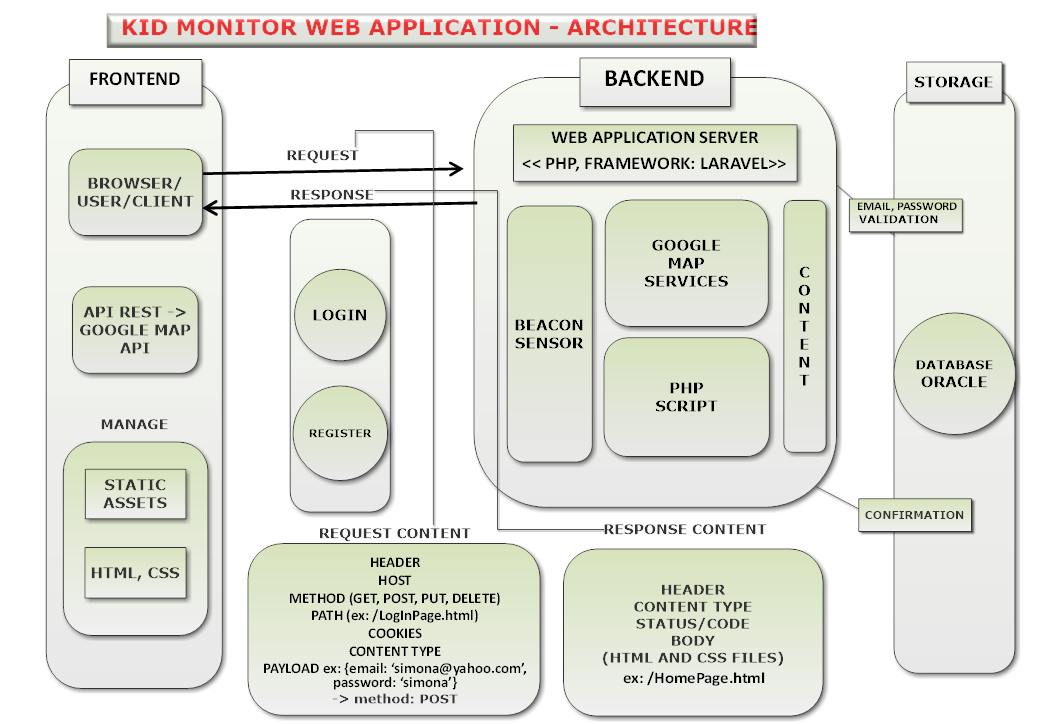 KID MONITOR WEB APPLICATION - ARCHITECTURE
FRONTEND
BROWSER/
USER/CLIENT
API REST ->
GOOGLE MAP
API
MANAGE
STATIC
ASSETS
HTML, CSS
REQUEST
RESPONSE
LOGIN
REGISTER
BACKEND
WEB APPLICATION SERVER
<< PHP, FRAMEWORK: LARAVEL>>
BEACON
SENSOR
GOOGLE
MAP
SERVICES
PHP
SCRIPT
C
O
N
T
E
N
T
STORAGE
EMAIL, PASSWORD
VALIDATION
DATABASE
ORACLE
CONFIRMATION
REQUEST CONTENT
HEADER
HOST
METHOD (GET, POST, PUT, DELETE)
PATH (ex: /LogInPage.html)
COOKIES
CONTENT TYPE
PAYLOAD ex: {email: ‘simona@yahoo.com’,
password: ‘simona’}
-> method: POST
RESPONSE CONTENT
HEADER
CONTENT TYPE
STATUS/CODE
BODY
(HTML AND CSS FILES)
ex: /HomePage.html